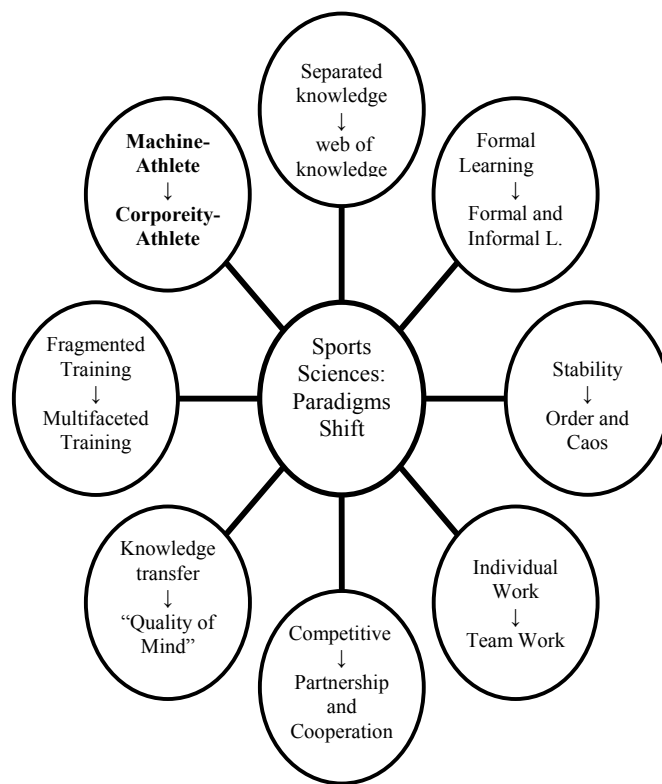 Separated
knowledge
↓
web of
knowledge
Formal
Learning
↓
Formal and
Informal L.
Stability
↓
Order and
Caos
Individual
Work
↓
Team Work
Competitive
↓
Partnership
and
Cooperation
Knowledge
transfer
↓
“Quality of
Mind”
Fragmented
Training
↓
Multifaceted
Training
Machine-
Athlete
↓
Corporeity-
Athlete
Sports
Sciences:
Paradigms
Shift